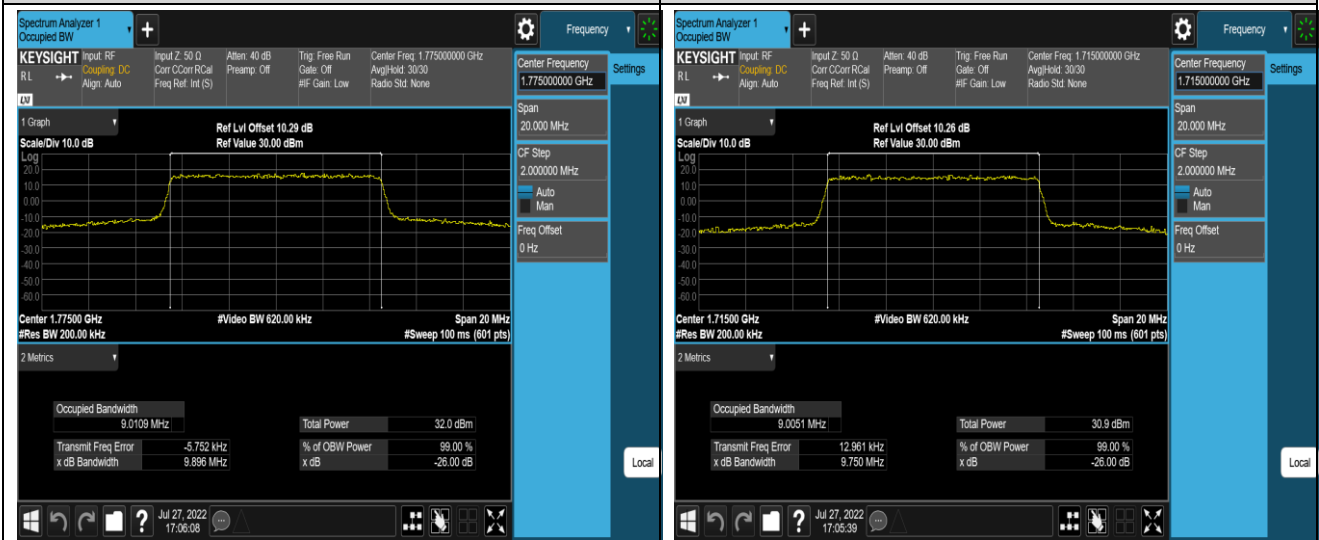 Spectrum Analyzer 1
Occupied BW
+
Frequency
KEYSIGHT
RL
LXI
Input: RF
Coupling: DC
Align: Auto
Input Z: 50 Ω
Corr CCorr RCal
Freq Ref: Int (S)
Atten: 40 dB
Preamp: Off
Trig: Free Run
Gate: Off
#IF Gain: Low
Center Freq: 1.775000000 GHz
Avg|Hold: 30/30
Radio Std: None
Center Frequency
1.775000000 GHz
Settings
Span
20.000 MHz
CF Step
2.000000 MHz
Auto
Man
Freq Offset
0 Hz
Local
1 Graph
Scale/Div 10.0 dB
Ref Lvl Offset 10.29 dB
Ref Value 30.00 dBm
Log
20.0
10.0
0.00
-10.0
-20.0
-30.0
-40.0
-50.0
-60.0
Center 1.77500 GHz
#Res BW 200.00 kHz
#Video BW 620.00 kHz
Span 20 MHz
#Sweep 100 ms (601 pts)
2 Metrics
Occupied Bandwidth
9.0109 MHz
Total Power 32.0 dBm
Transmit Freq Error -5.752 kHz
% of OBW Power 99.00 %
x dB Bandwidth 9.896 MHz
x dB -26.00 dB
?
Jul 27, 2022
17:06:08
Spectrum Analyzer 1
Occupied BW
+
Frequency
KEYSIGHT
RL
LXI
Input: RF
Coupling: DC
Align: Auto
Input Z: 50 Ω
Corr CCorr RCal
Freq Ref: Int (S)
Atten: 40 dB
Preamp: Off
Trig: Free Run
Gate: Off
#IF Gain: Low
Center Freq: 1.715000000 GHz
Avg|Hold: 30/30
Radio Std: None
Center Frequency
1.715000000 GHz
Settings
Span
20.000 MHz
CF Step
2.000000 MHz
Auto
Man
Freq Offset
0 Hz
Local
1 Graph
Scale/Div 10.0 dB
Ref Lvl Offset 10.26 dB
Ref Value 30.00 dBm
Log
20.0
10.0
0.00
-10.0
-20.0
-30.0
-40.0
-50.0
-60.0
Center 1.71500 GHz
#Res BW 200.00 kHz
#Video BW 620.00 kHz
Span 20 MHz
#Sweep 100 ms (601 pts)
2 Metrics
Occupied Bandwidth
9.0051 MHz
Total Power 30.9 dBm
Transmit Freq Error 12.961 kHz
% of OBW Power 99.00 %
x dB Bandwidth 9.750 MHz
x dB -26.00 dB
?
Jul 27, 2022
17:05:39